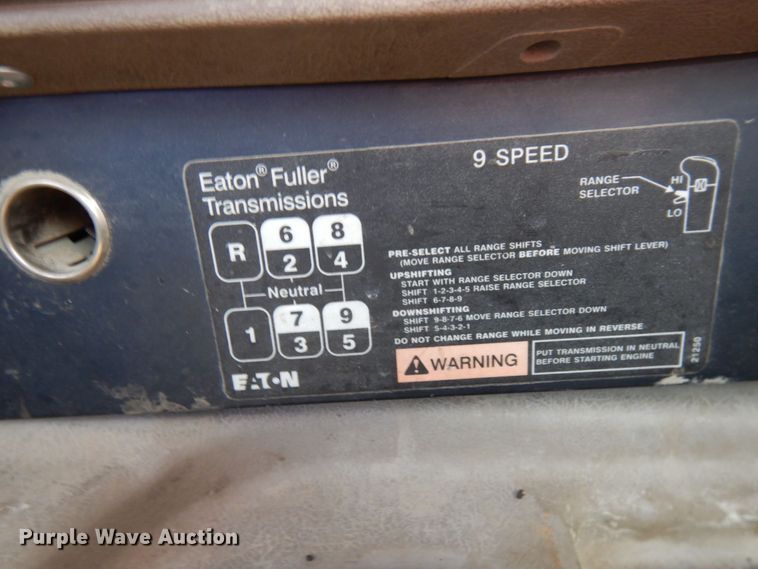 9 SPEED
Eaton® Fuller®
Transmissions
R 6 8
2 4
Neutral
1 7 9
3 5
EAT•N
RANGE
SELECTOR
HI
LO
PRE-SELECT ALL RANGE SHIFTS
(MOVE RANGE SELECTOR BEFORE MOVING SHIFT LEVER)
UPSHIFTING
START WITH RANGE SELECTOR DOWN
SHIFT 1-2-3-4-5 RAISE RANGE SELECTOR
SHIFT 6-7-8-9
DOWNSHIFTING
SHIFT 9-8-7-6 MOVE RANGE SELECTOR DOWN
SHIFT 5-4-3-2-1
DO NOT CHANGE RANGE WHILE MOVING IN REVERSE
WARNING
PUT TRANSMISSION IN NEUTRAL
BEFORE STARTING ENGINE
21250
Purple Wave Auction